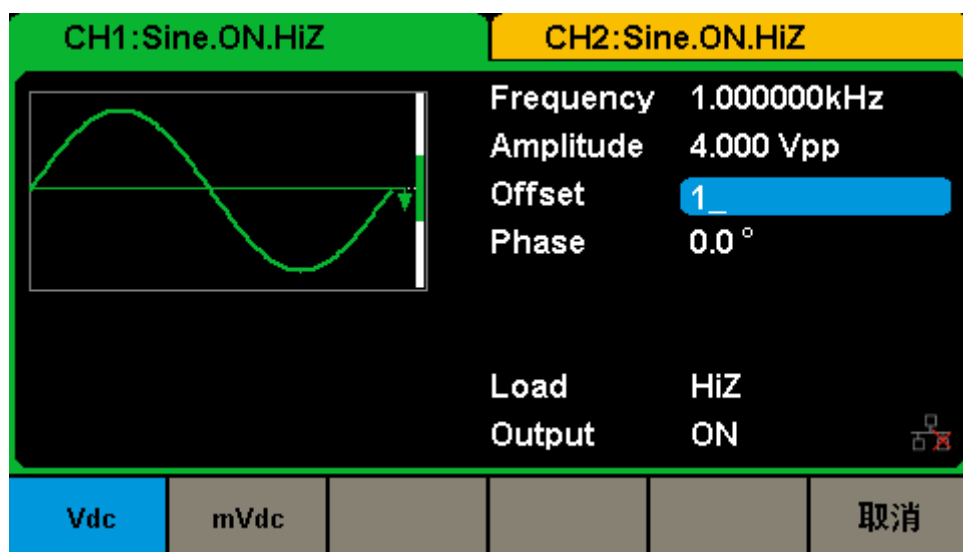 CH1:Sine.ON.HiZ CH2:Sine.ON.HiZ
Frequency 1.000000kHz
Amplitude 4.000 Vpp
Offset 1_
Phase 0.0 °
Load HiZ
Output ON
Vdc mVdc 取消